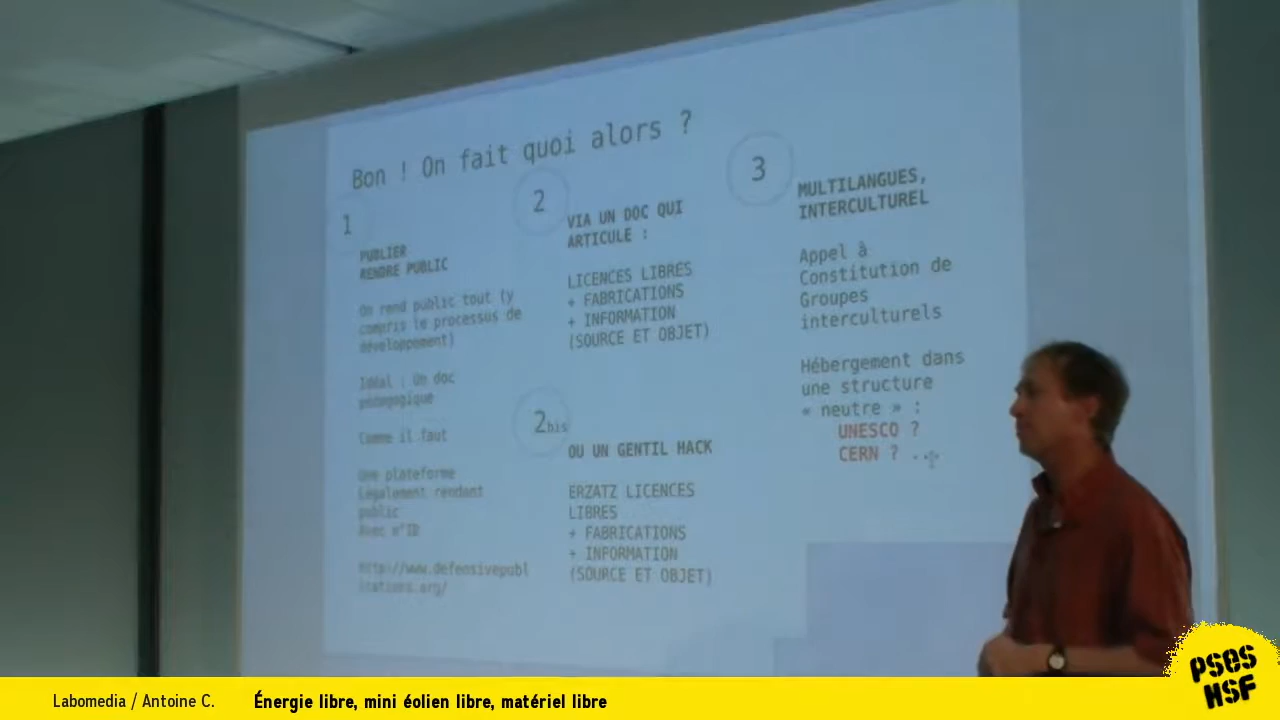 Bon ! On fait quoi alors ?
1
PUBLIER
RENDRE PUBLIC
On rend public tout (y
compris le processus de
développement)
Idéal : Un doc
pédagogique
Comme il faut
Une plateforme
Légalement rendant
public
Avec n°ID
http://www.defensivepubl
ications.org/
2
VIA UN DOC QUI
ARTICULE :
LICENCES LIBRES
+ FABRICATIONS
+ INFORMATION
(SOURCE ET OBJET)
2bis
OU UN GENTIL HACK
ERZATZ LICENCES
LIBRES
+ FABRICATIONS
+ INFORMATION
(SOURCE ET OBJET)
3
MULTILANGUES,
INTERCULTUREL
Appel à
Constitution de
Groupes
interculturels
Hébergement dans
une structure
« neutre » :
UNESCO ?
CERN ? ...
Labomedia / Antoine C.
Énergie libre, mini éolien libre, matériel libre
PSES
HSF